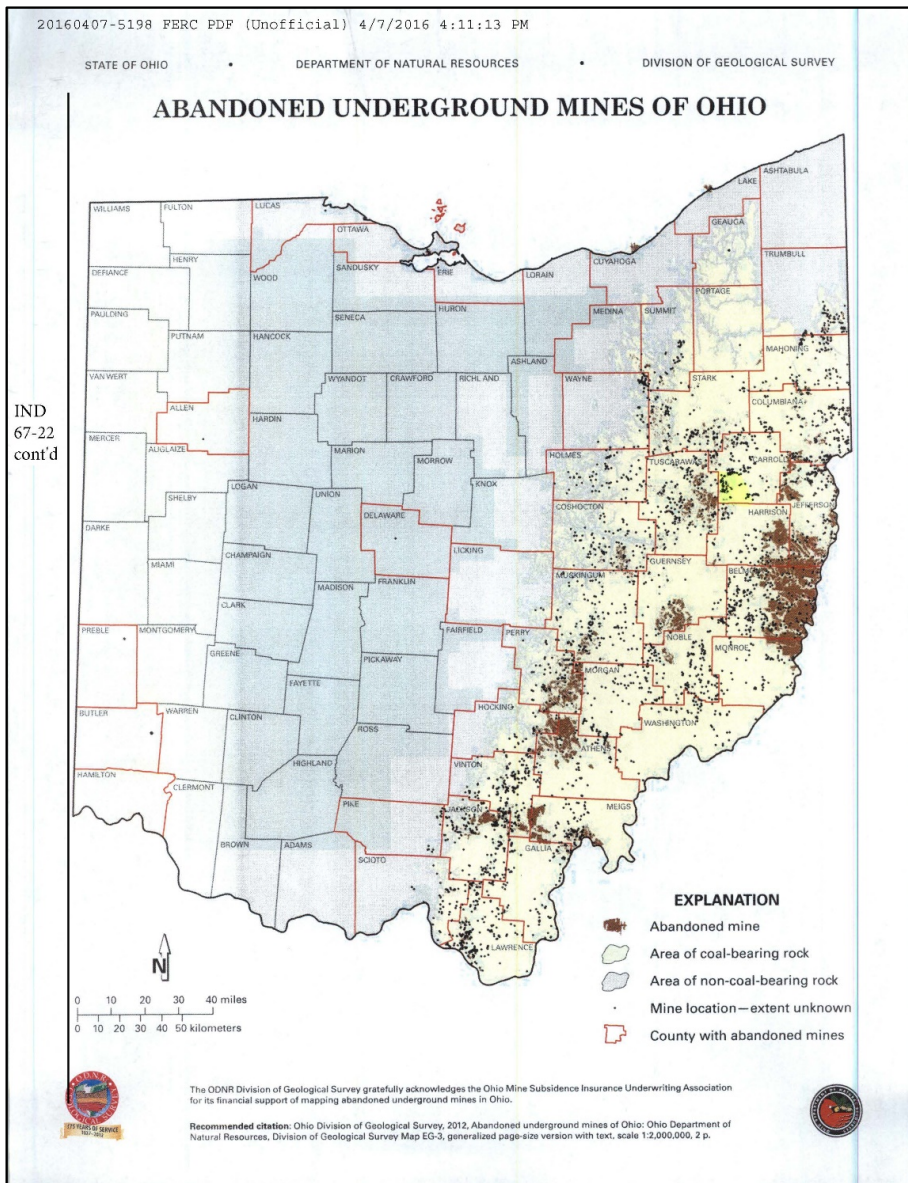 20160407-5198 FERC PDF (Unofficial) 4/7/2016 4:11:13 PM
STATE OF OHIO • DEPARTMENT OF NATURAL RESOURCES • DIVISION OF GEOLOGICAL SURVEY
ABANDONED UNDERGROUND MINES OF OHIO
IND
67-22
cont'd
WILLIAMS
FULTON
LUCAS
OTTAWA
LAKE
ASHTABULA
GEAUGA
HENRY
CUYAHOGA
TRUMBULL
DEFIANCE
WOOD
SANDUSKY
ERIE
LORAIN
PORTAGE
PAULDING
SENECA
HURON
MEDINA
SUMMIT
PUTNAM
HANCOCK
MAHONING
ASHLAND
VAN WERT
WYANDOT
CRAWFORD
RICHLAND
WAYNE
STARK
ALLEN
COLUMBIANA
HARDIN
MERCER
AUGLAIZE
MARION
MORROW
HOLMES
TUSCARAWAS
CARROLL
SHELBY
LOGAN
UNION
KNOX
COSHOCTON
HARRISON
JEFFERSON
DARKE
DELAWARE
CHAMPAIGN
LICKING
GUERNSEY
MIAMI
MADISON
FRANKLIN
MUSKINGUM
BELMONT
CLARK
PREBLE
MONTGOMERY
FAIRFIELD
PERRY
NOBLE
GREENE
PICKAWAY
MORGAN
MONROE
FAYETTE
HOCKING
BUTLER
WARREN
CLINTON
ROSS
WASHINGTON
ATHENS
HIGHLAND
VINTON
HAMILTON
CLERMONT
PIKE
JACKSON
MEIGS
BROWN
ADAMS
SCIOTO
GALLIA
LAWRENCE
EXPLANATION
Abandoned mine
Area of coal-bearing rock
Area of non-coal-bearing rock
Mine location—extent unknown
County with abandoned mines
N
0 10 20 30 40 miles
0 10 20 30 40 50 kilometers
The ODNR Division of Geological Survey gratefully acknowledges the Ohio Mine Subsidence Insurance Underwriting Association
for its financial support of mapping abandoned underground mines in Ohio.
Recommended citation: Ohio Division of Geological Survey, 2012, Abandoned underground mines of Ohio: Ohio Department of
Natural Resources, Division of Geological Survey Map EG-3, generalized page-size version with text, scale 1:2,000,000, 2 p.
ODNR
GEOLOGICAL SURVEY
175 YEARS OF SERVICE
1837–2012